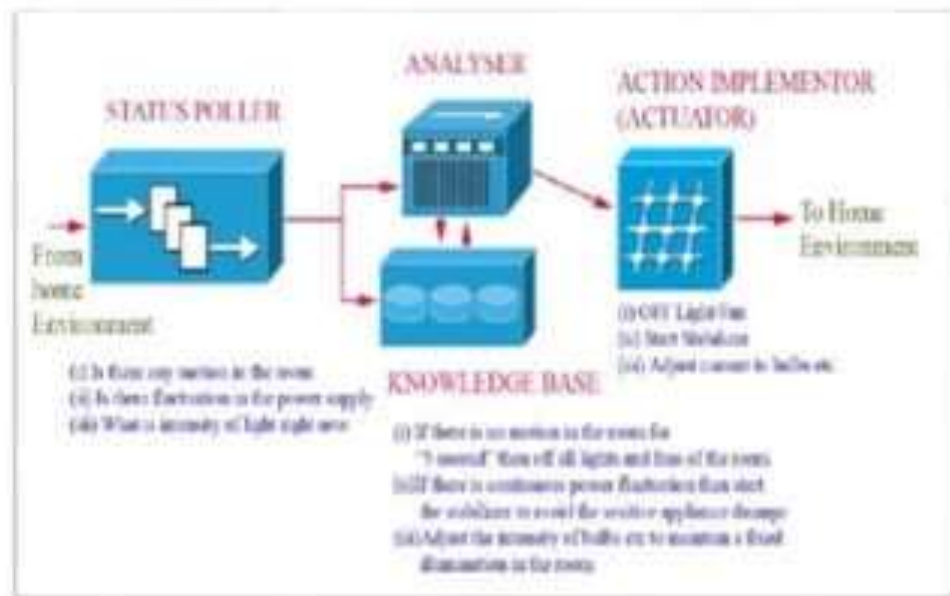 ANALYSER
ACTION IMPLEMENTOR
(ACTUATOR)
STATUS POLLER
To Home
Environment
From
home
Environment
(i) OFF Light/Fan
(ii) Start Stabilizer
(iii) Adjust current to bulbs etc
(i) Is there any motion in the room
(ii) Is there fluctuation in the power supply
(iii) What is intensity of light right now
KNOWLEDGE BASE
(i) If there is no motion in the room for
then off all lights and fans of the room
(ii) If there is continuous power fluctuation then start
the stabilizer to avoid the appliance damage
(iii) Adjust the intensity of bulbs etc to maintain a fixed
illumination in the room